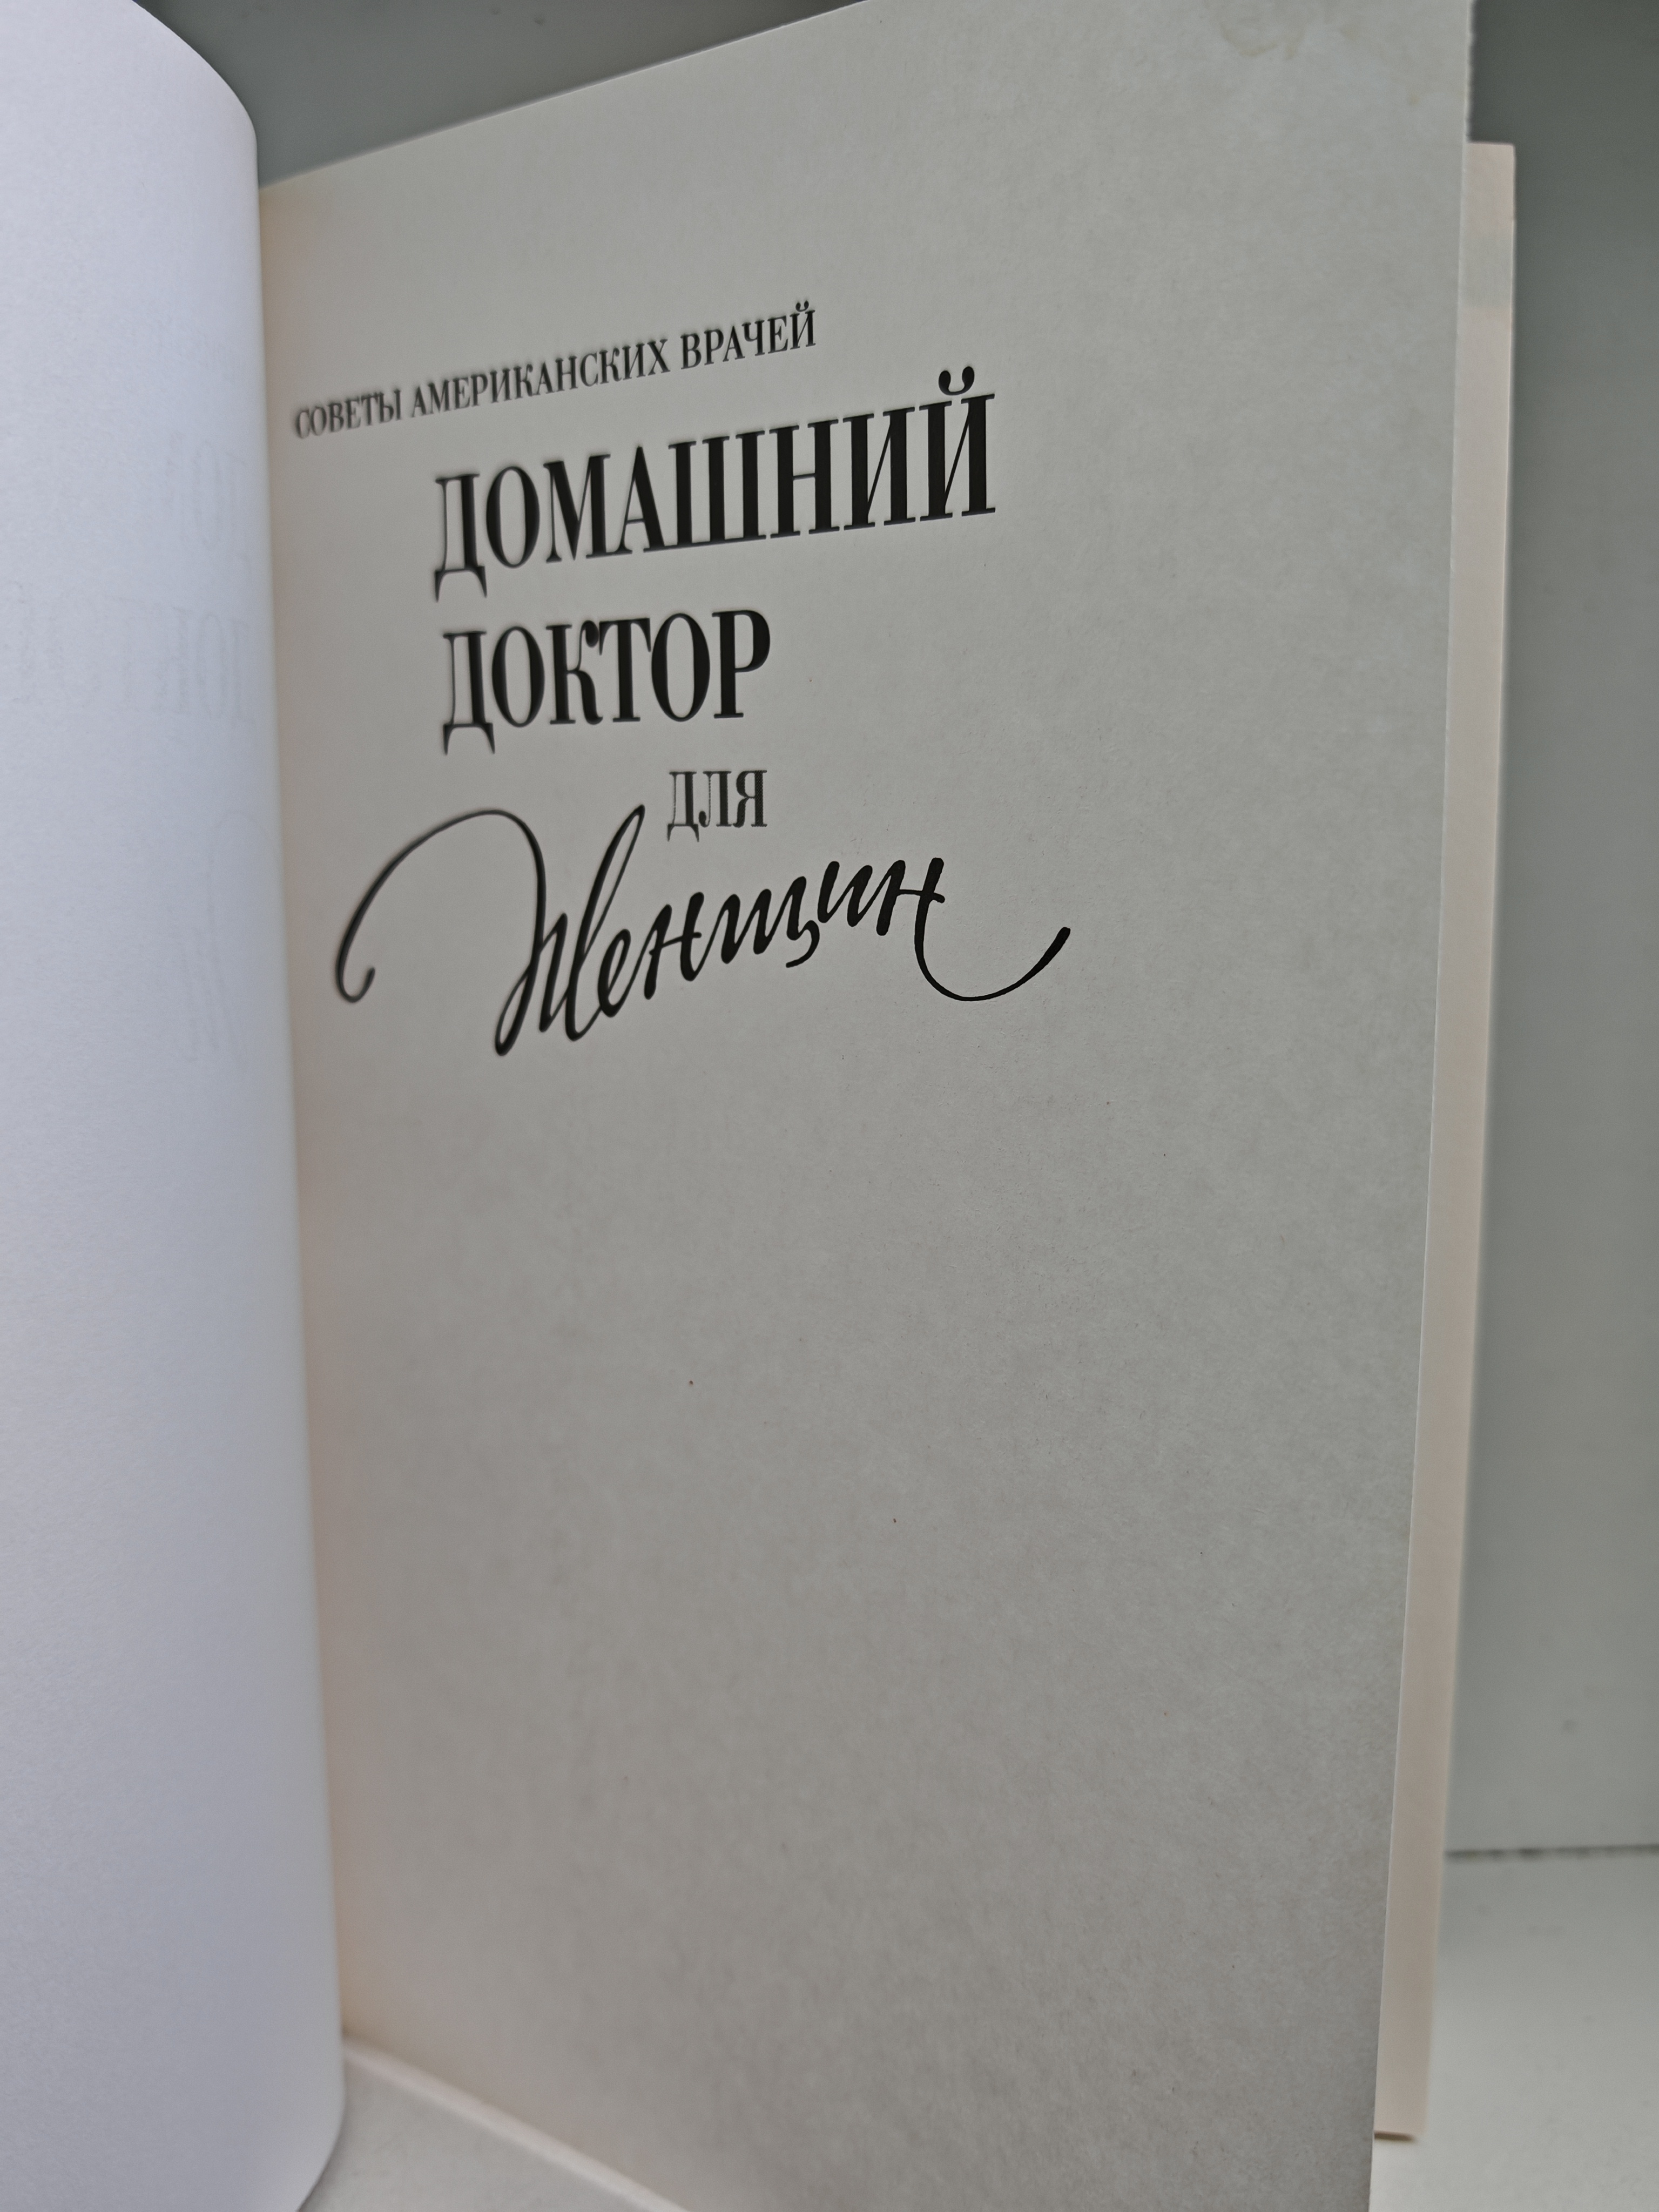 СОВЕТЫ АМЕРИКАНСКИХ ВРАЧЕЙ
ДОМАШНИЙ
ДОКТОР
ДЛЯ
Женщин